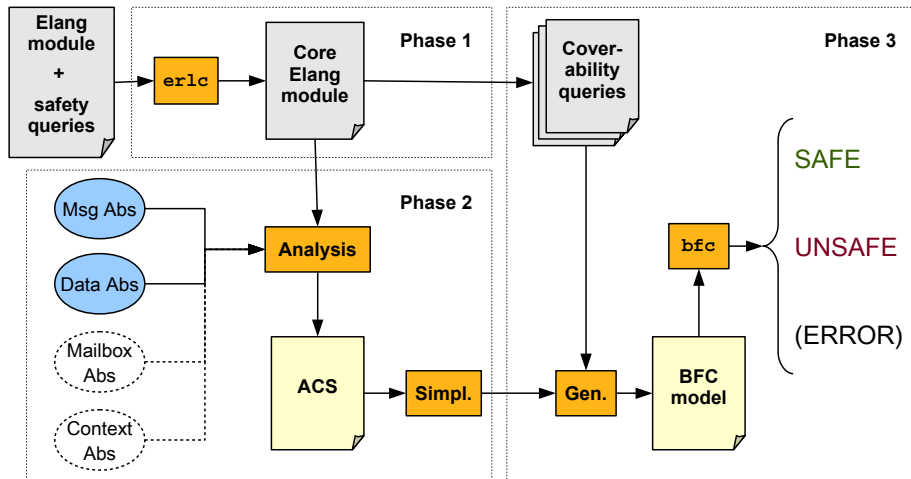 Elang
module
+
safety
queries
erlc
Core
Elang
module
Phase 1
Cover-
ability
queries
Phase 3
Phase 2
Msg Abs
Data Abs
Mailbox
Abs
Context
Abs
Analysis
ACS
Simpl.
Gen.
BFC
model
bfc
SAFE
UNSAFE
(ERROR)